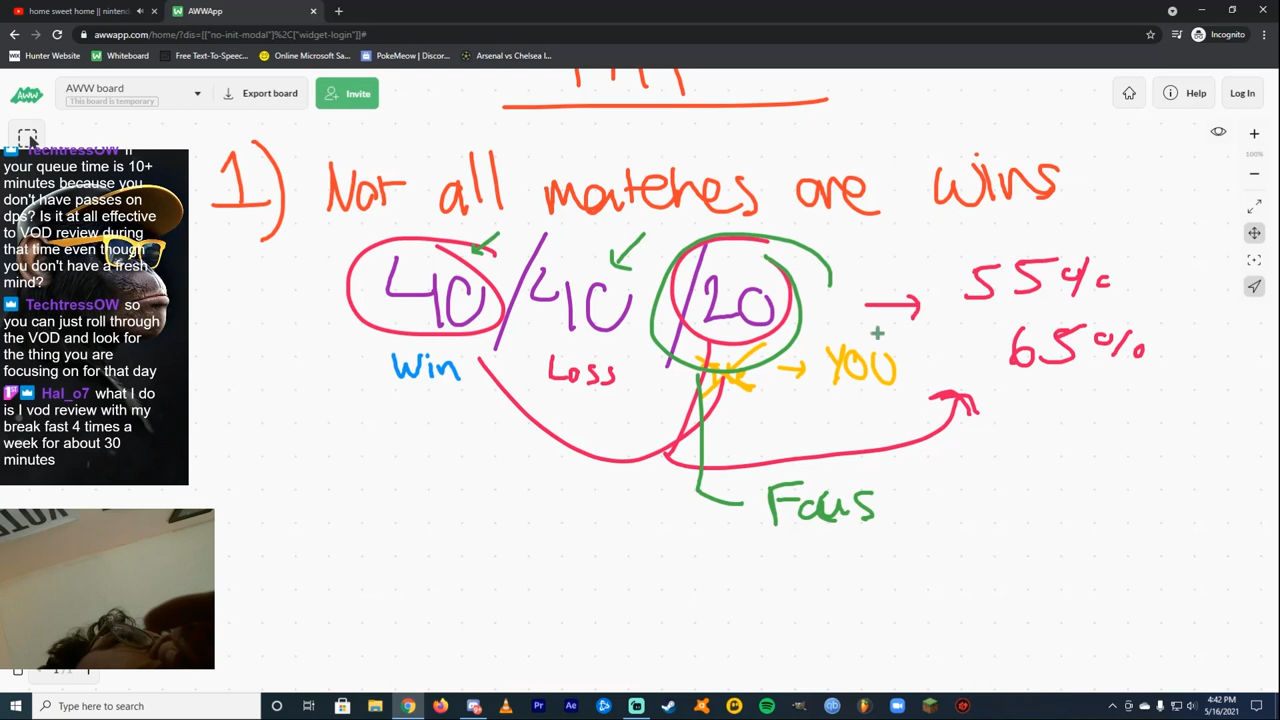 home sweet home || nintend
AWWApp
awwapp.com/home/?dis=[["no-init-modal"]%2C["widget-login"]]#
Incognito
WX Hunter Website
Whiteboard
Free Text-To-Speec...
Online Microsoft Sa...
PokeMeow | Discor...
Arsenal vs Chelsea l...
AWW
AWW board
This board is temporary
Export board
Invite
Help
Log In
100%
TechtressOW If
your queue time is 10+
minutes because you
don't have passes on
dps? Is it at all effective
to VOD review during
that time even though
you don't have a fresh
mind?
TechtressOW so
you can just roll through
the VOD and look for
the thing you are
focusing on for that day
Hal_o7 what I do
is I vod review with my
break fast 4 times a
week for about 30
minutes
1) Not all matches are wins
40/40/20 → 55%
65%
Win Loss → YOU
Focus
1/1
Type here to search
4:42 PM
5/16/2021